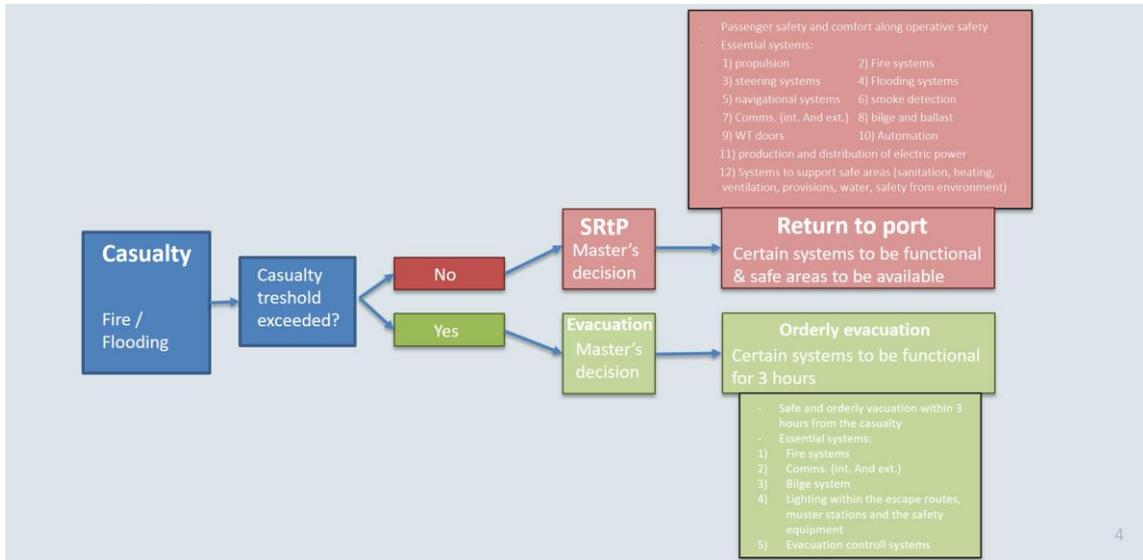 - Passenger safety and comfort along operative safety
- Essential systems:
1) propulsion 2) Fire systems
3) steering systems 4) Flooding systems
5) navigational systems 6) smoke detection
7) Comms. (int. And ext.) 8) bilge and ballast
9) WT doors 10) Automation
11) production and distribution of electric power
12) Systems to support safe areas (sanitation, heating,
ventilation, provisions, water, safety from environment)
Casualty
Fire /
Flooding
Casualty
treshold
exceeded?
No
SRtP
Master's
decision
Return to port
Certain systems to be functional
& safe areas to be available
Yes
Evacuation
Master's
decision
Orderly evacuation
Certain systems to be functional
for 3 hours
- Safe and orderly vacuation within 3
hours from the casualty
- Essential systems:
1) Fire systems
2) Comms. (int. And ext.)
3) Bilge system
4) Lighting within the escape routes,
muster stations and the safety
equipment
5) Evacuation controll systems
4